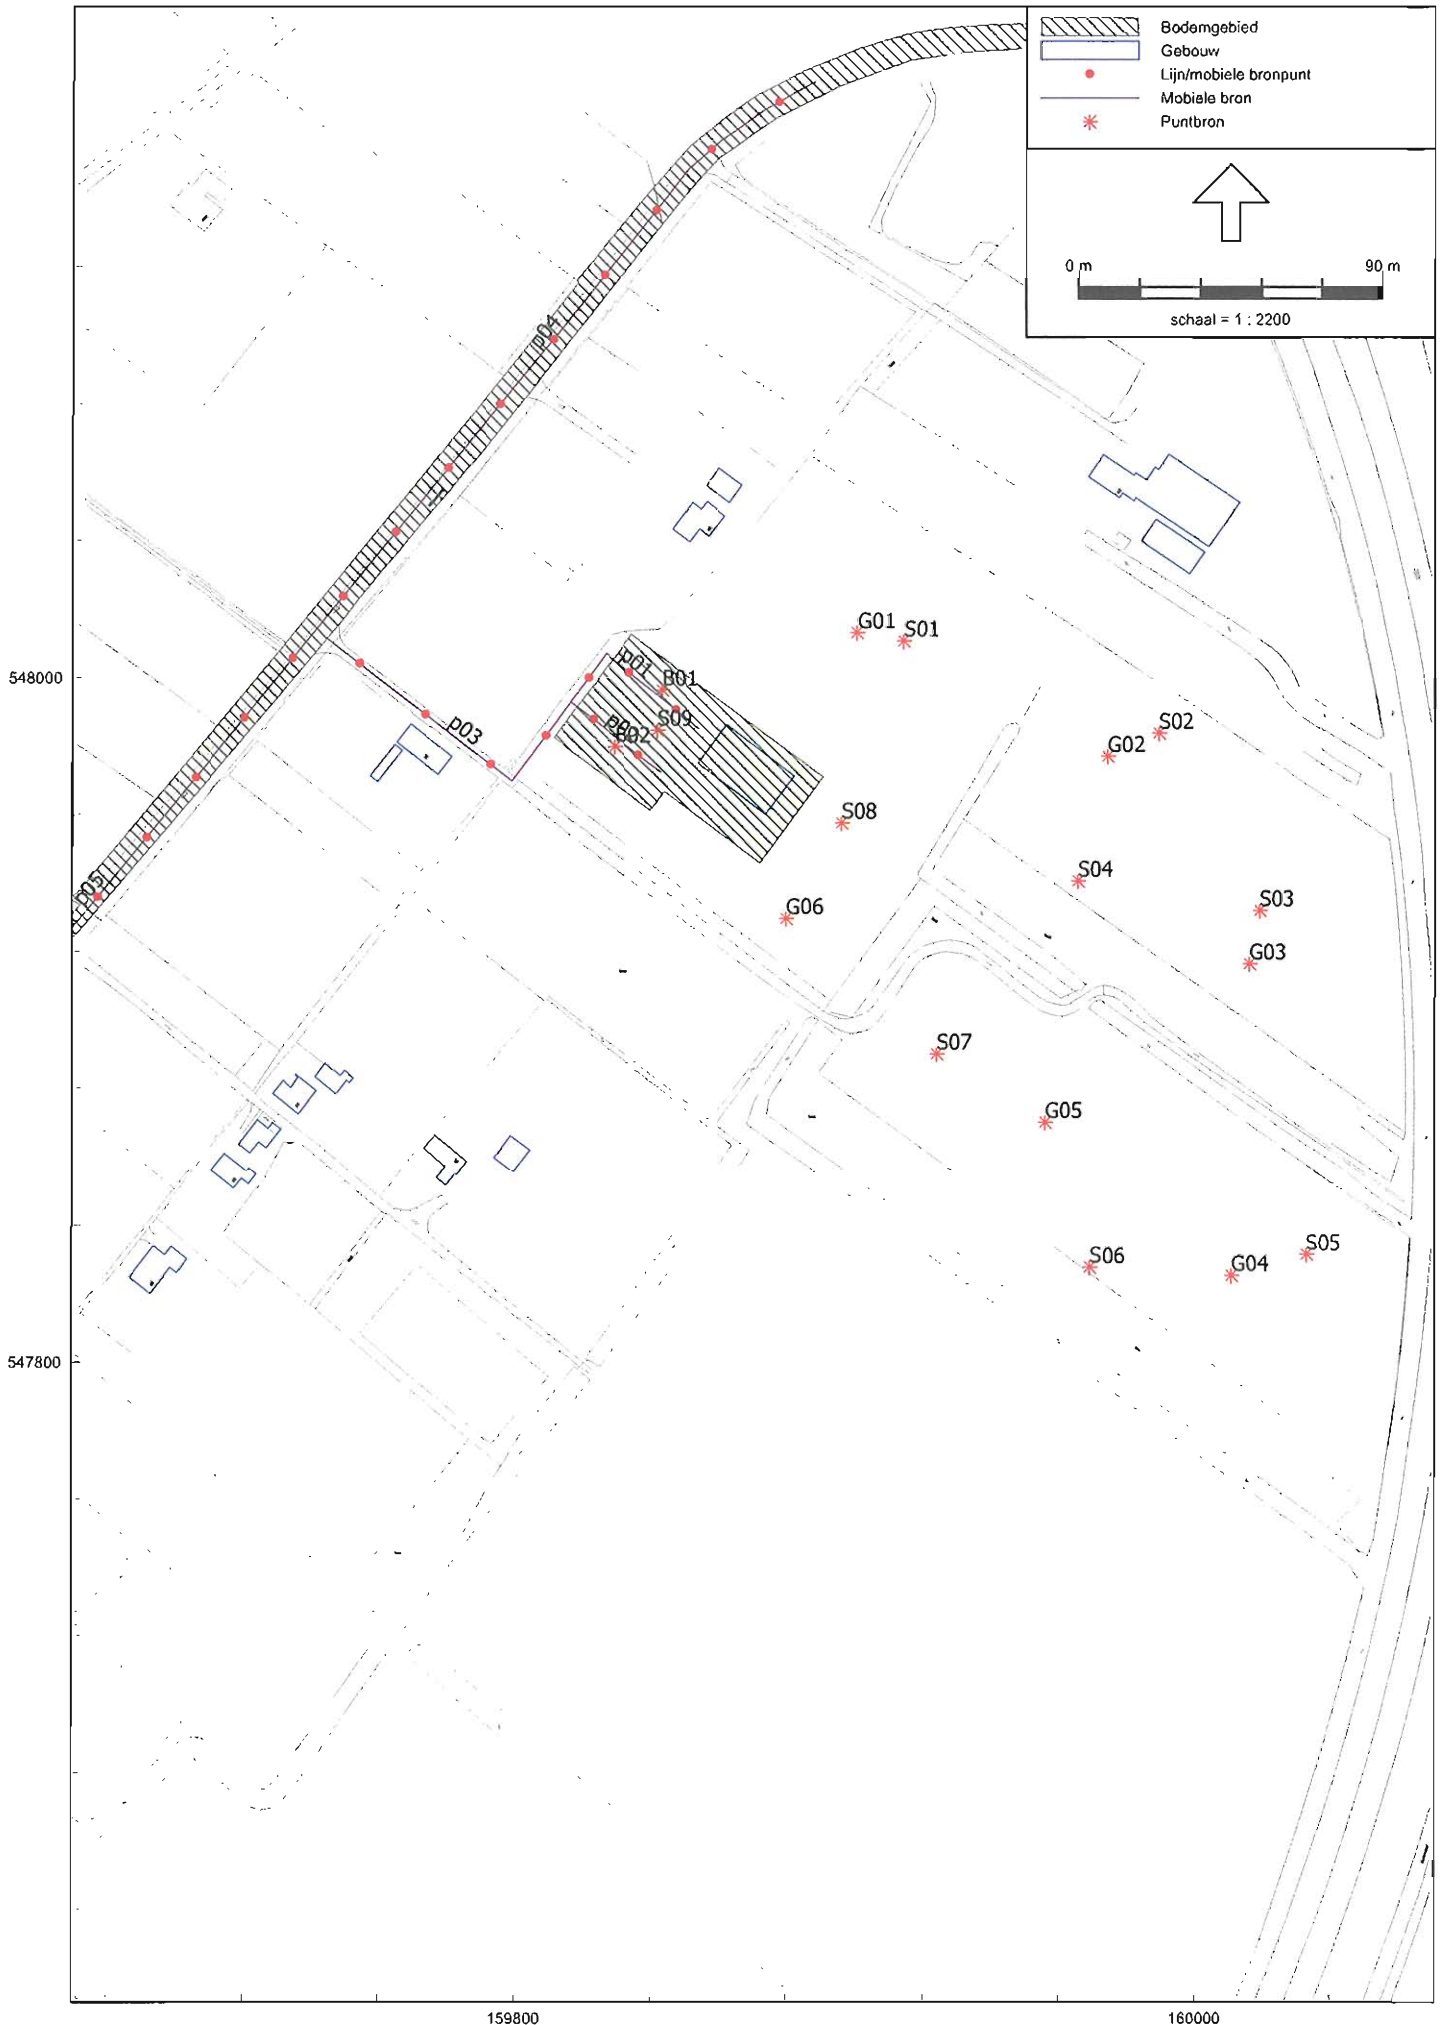 Bodemgebied
Gebouw
Lijn/mobiele bronpunt
Mobiele bron
Puntbron
0 m 90 m
schaal = 1 : 2200
p04
G01 S01
548000
p01
B01
S09
B02
p03
S02
G02
S08
S04
p05
S03
G06
G03
S07
G05
S05
S06
G04
547800
159800 160000